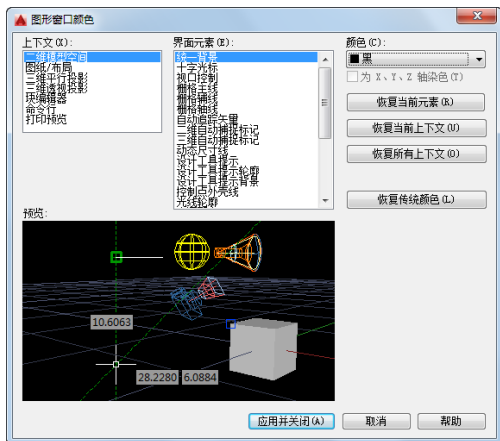 图形窗口颜色
上下文(X):
二维模型空间
图纸/布局
三维平行投影
三维透视投影
块编辑器
命令行
打印预览
界面元素(E):
统一背景
十字光标
视口控制
栅格主线
栅格辅线
栅格轴线
自动追踪矢量
二维自动捕捉标记
三维自动捕捉标记
动态尺寸线
设计工具提示
设计工具提示轮廓
设计工具提示背景
控制点外壳线
光线轮廓
颜色(C):
黑
为 X、Y、Z 轴染色(T)
恢复当前元素(R)
恢复当前上下文(U)
恢复所有上下文(O)
恢复传统颜色(L)
预览:
10.6063
28.2280
6.0884
应用并关闭(A)
取消
帮助